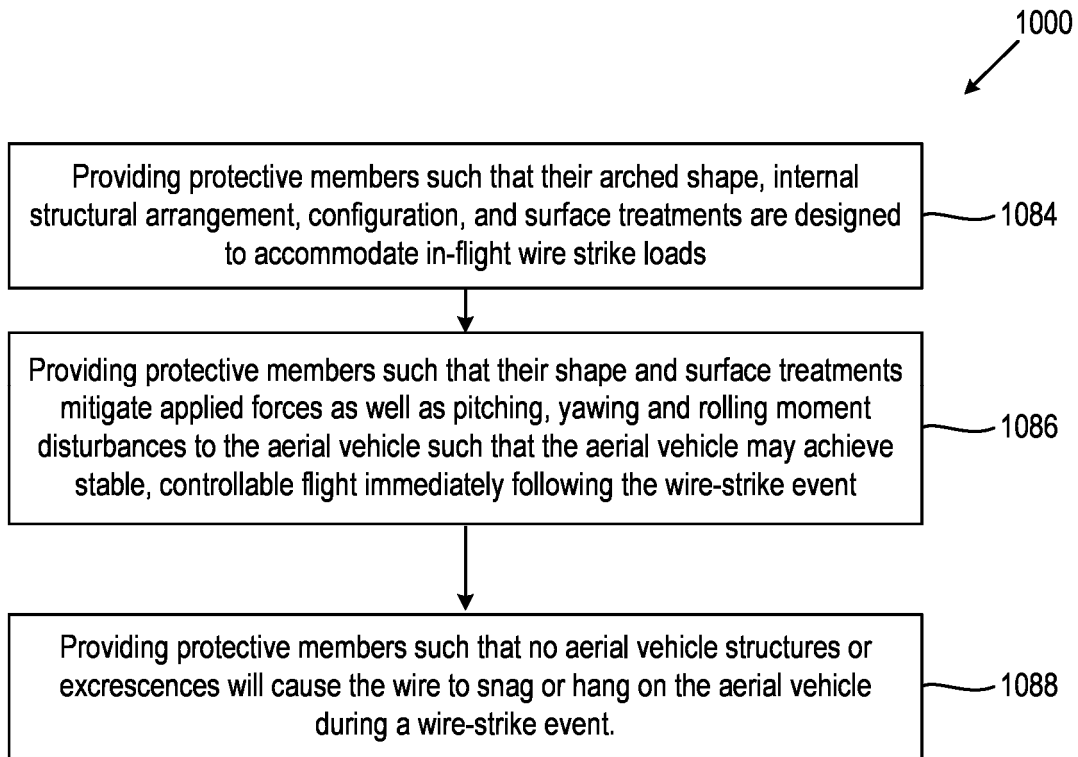 1000
Providing protective members such that their arched shape, internal
structural arrangement, configuration, and surface treatments are designed
to accommodate in-flight wire strike loads
1084
Providing protective members such that their shape and surface treatments
mitigate applied forces as well as pitching, yawing and rolling moment
disturbances to the aerial vehicle such that the aerial vehicle may achieve
stable, controllable flight immediately following the wire-strike event
1086
Providing protective members such that no aerial vehicle structures or
excrescences will cause the wire to snag or hang on the aerial vehicle
during a wire-strike event.
1088